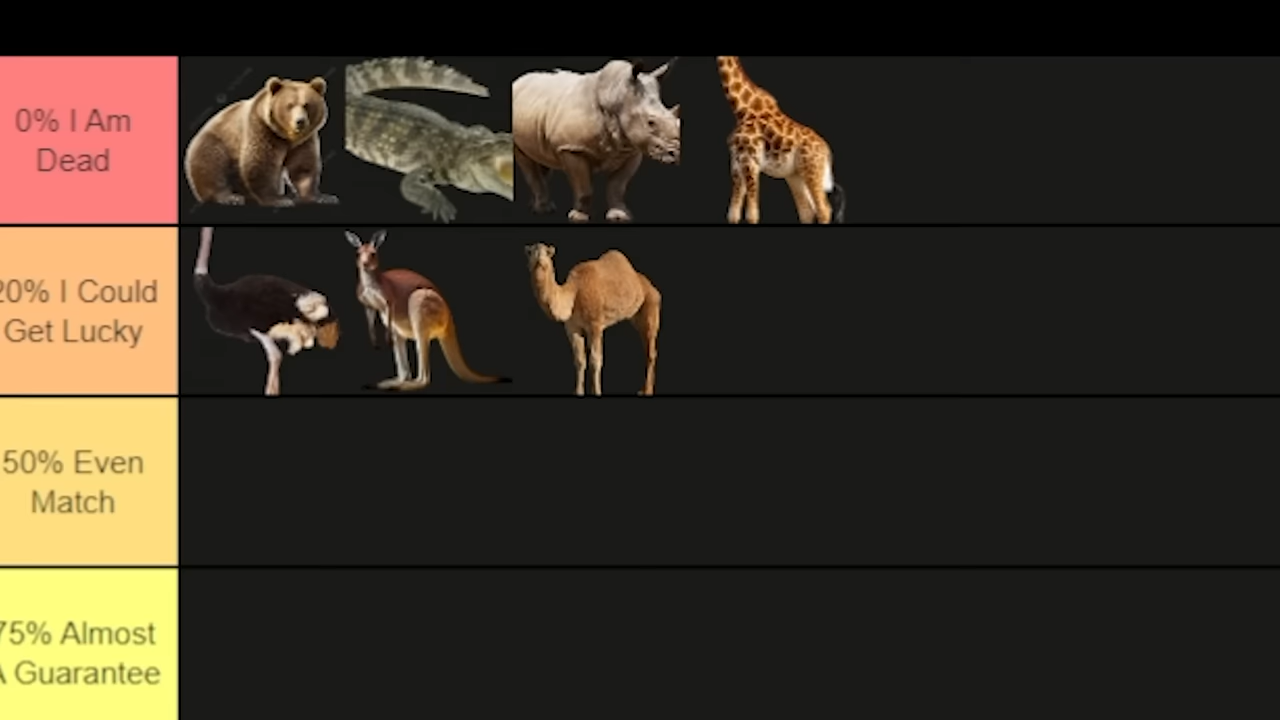 0% I Am
Dead
20% I Could
Get Lucky
50% Even
Match
75% Almost
A Guarantee